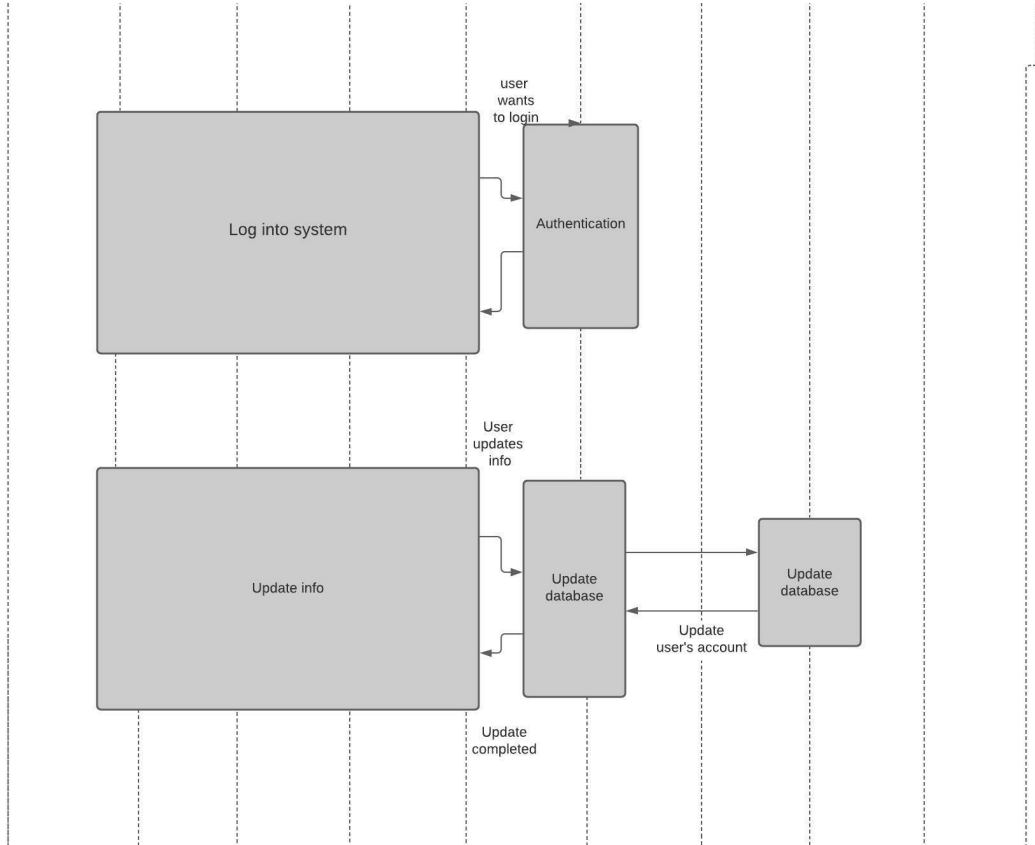 user
wants
to login
Log into system
Authentication
User
updates
info
Update info
Update
database
Update
database
Update
user's account
Update
completed